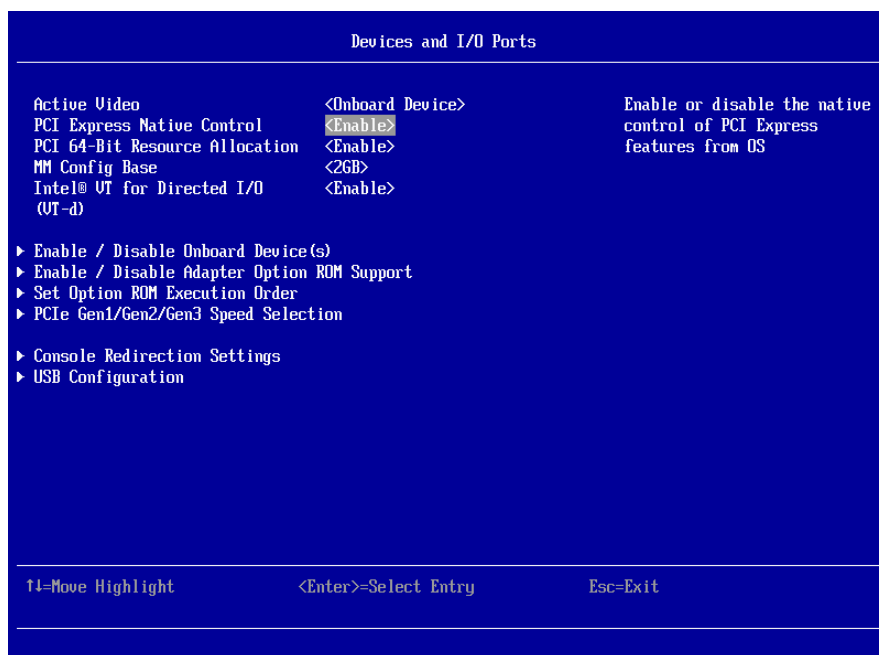 Devices and I/O Ports
Active Video <Onboard Device> Enable or disable the native
PCI Express Native Control <Enable> control of PCI Express
PCI 64-Bit Resource Allocation <Enable> features from OS
MM Config Base <2GB>
Intel® VT for Directed I/O <Enable>
(VT-d)
▶ Enable / Disable Onboard Device(s)
▶ Enable / Disable Adapter Option ROM Support
▶ Set Option ROM Execution Order
▶ PCIe Gen1/Gen2/Gen3 Speed Selection
▶ Console Redirection Settings
▶ USB Configuration
↑↓=Move Highlight <Enter>=Select Entry Esc=Exit